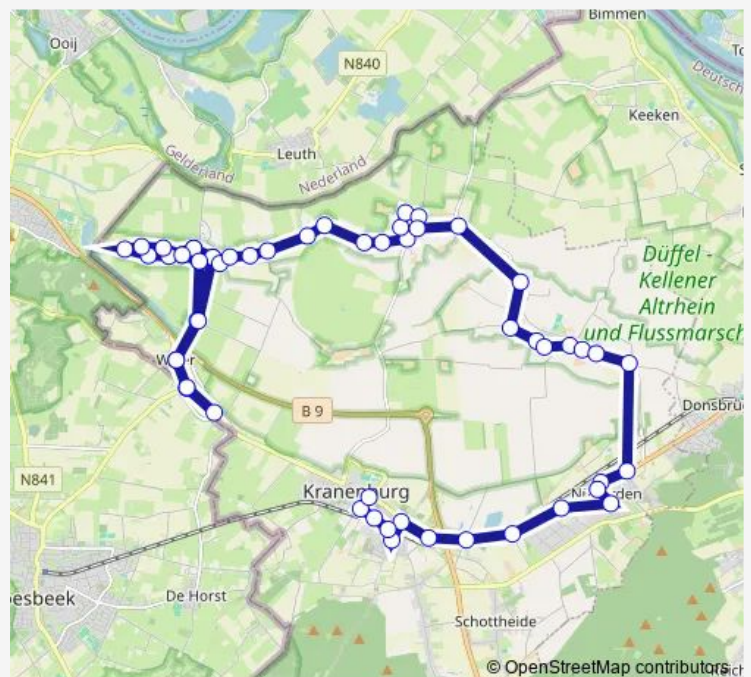 Bimmen
Ooij
N840
Keeken
Leuth
Nederland
Gelderland
Düffel -
Kellener
Altrhein
und Flussmarsch
Donsbrü
B 9
N841
Kranenburg
De Horst
esbeek
Schottheide
© OpenStreetMap contributors